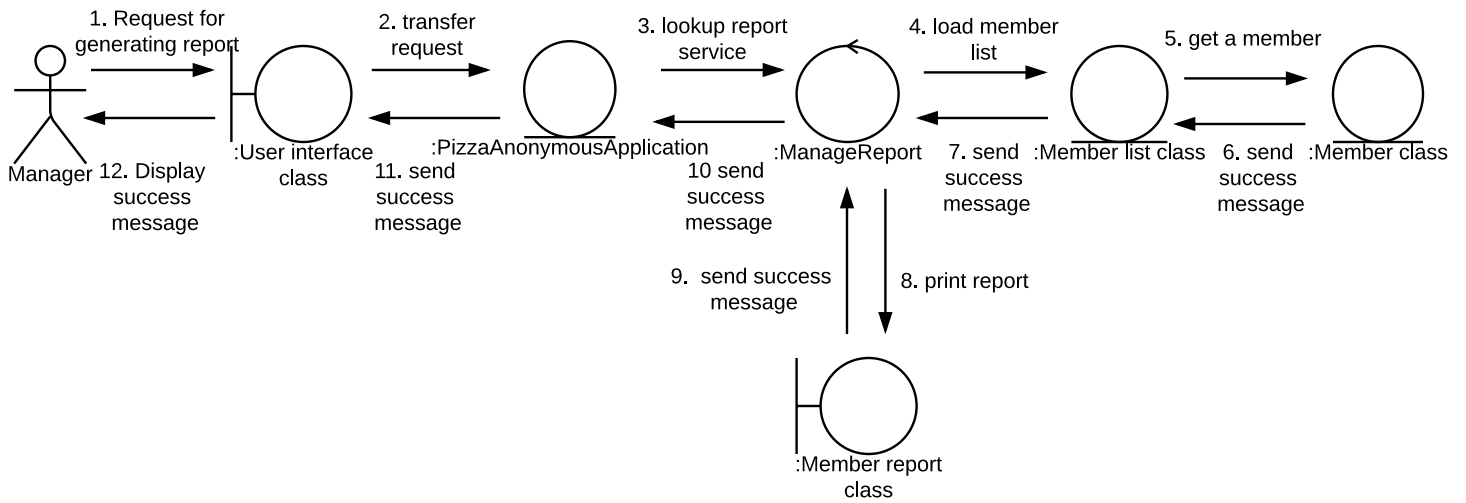 1. Request for
generating report
2. transfer
request
3. lookup report
service
4. load member
list
5. get a member
Manager
:User interface
class
:PizzaAnonymousApplication
:ManageReport
:Member list class
:Member class
12. Display
success
message
11. send
success
message
10 send
success
message
7. send
success
message
6. send
success
message
9.  send success
message
8. print report
:Member report
class